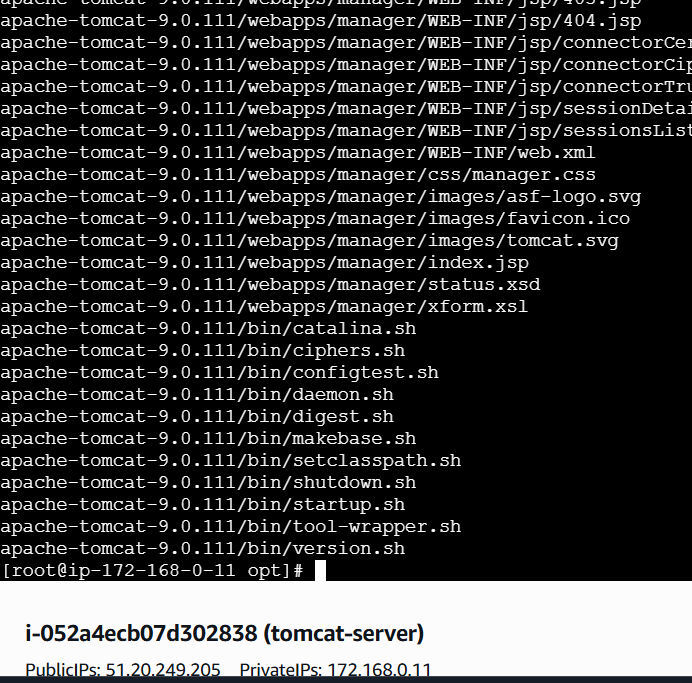 apache-tomcat-9.0.111/webapps/manager/WEB-INF/jsp/403.jsp
apache-tomcat-9.0.111/webapps/manager/WEB-INF/jsp/404.jsp
apache-tomcat-9.0.111/webapps/manager/WEB-INF/jsp/connectorCer
apache-tomcat-9.0.111/webapps/manager/WEB-INF/jsp/connectorCip
apache-tomcat-9.0.111/webapps/manager/WEB-INF/jsp/connectorTru
apache-tomcat-9.0.111/webapps/manager/WEB-INF/jsp/sessionDetai
apache-tomcat-9.0.111/webapps/manager/WEB-INF/jsp/sessionsList
apache-tomcat-9.0.111/webapps/manager/WEB-INF/web.xml
apache-tomcat-9.0.111/webapps/manager/css/manager.css
apache-tomcat-9.0.111/webapps/manager/images/asf-logo.svg
apache-tomcat-9.0.111/webapps/manager/images/favicon.ico
apache-tomcat-9.0.111/webapps/manager/images/tomcat.svg
apache-tomcat-9.0.111/webapps/manager/index.jsp
apache-tomcat-9.0.111/webapps/manager/status.xsd
apache-tomcat-9.0.111/webapps/manager/xform.xsl
apache-tomcat-9.0.111/bin/catalina.sh
apache-tomcat-9.0.111/bin/ciphers.sh
apache-tomcat-9.0.111/bin/configtest.sh
apache-tomcat-9.0.111/bin/daemon.sh
apache-tomcat-9.0.111/bin/digest.sh
apache-tomcat-9.0.111/bin/makebase.sh
apache-tomcat-9.0.111/bin/setclasspath.sh
apache-tomcat-9.0.111/bin/shutdown.sh
apache-tomcat-9.0.111/bin/startup.sh
apache-tomcat-9.0.111/bin/tool-wrapper.sh
apache-tomcat-9.0.111/bin/version.sh
[root@ip-172-168-0-11 opt]#
i-052a4ecb07d302838 (tomcat-server)
PublicIPs: 51.20.249.205 PrivateIPs: 172.168.0.11